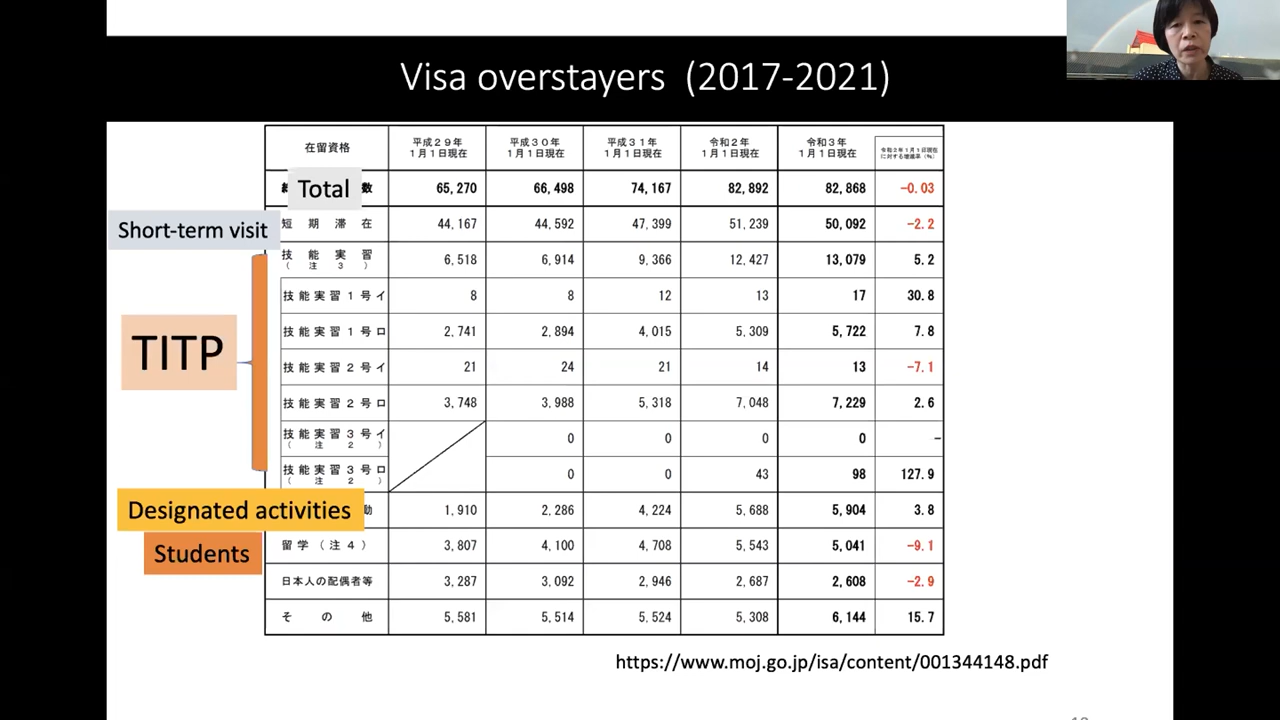 Visa overstayers (2017-2021)
在留資格 平成29年 1月1日現在 平成30年 1月1日現在 平成31年 1月1日現在 令和2年 1月1日現在 令和3年 1月1日現在 令和2年1月1日現在に対する増減率(%)
Total 数 65,270 66,498 74,167 82,892 82,868 -0.03
Short-term visit 短期滞在 44,167 44,592 47,399 51,239 50,092 -2.2
技能実習 (注3) 6,518 6,914 9,366 12,427 13,079 5.2
技能実習1号イ 8 8 12 13 17 30.8
技能実習1号ロ 2,741 2,894 4,015 5,309 5,722 7.8
TITP
技能実習2号イ 21 24 21 14 13 -7.1
技能実習2号ロ 3,748 3,988 5,318 7,048 7,229 2.6
技能実習3号イ (注2) 0 0 0 0 -
技能実習3号ロ (注2) 0 0 43 98 127.9
Designated activities 動 1,910 2,286 4,224 5,688 5,904 3.8
Students 留学(注4) 3,807 4,100 4,708 5,543 5,041 -9.1
日本人の配偶者等 3,287 3,092 2,946 2,687 2,608 -2.9
その他 5,581 5,514 5,524 5,308 6,144 15.7
https://www.moj.go.jp/isa/content/001344148.pdf